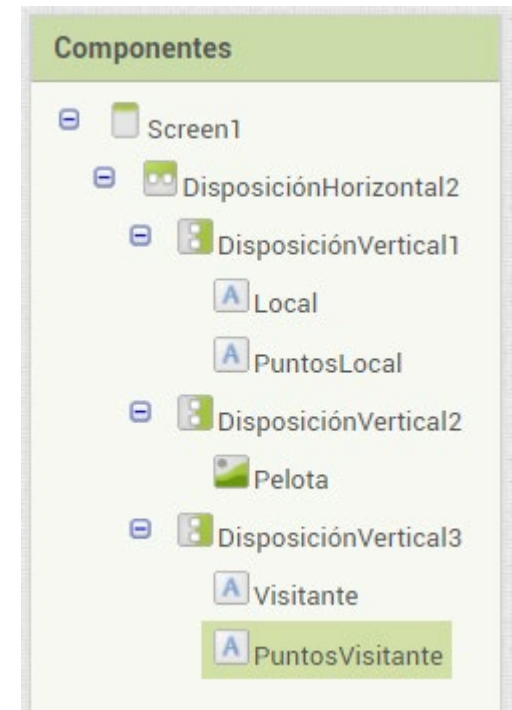 Componentes
Screen1
DisposiciónHorizontal2
DisposiciónVertical1
A Local
A PuntosLocal
DisposiciónVertical2
Pelota
DisposiciónVertical3
A Visitante
A PuntosVisitante